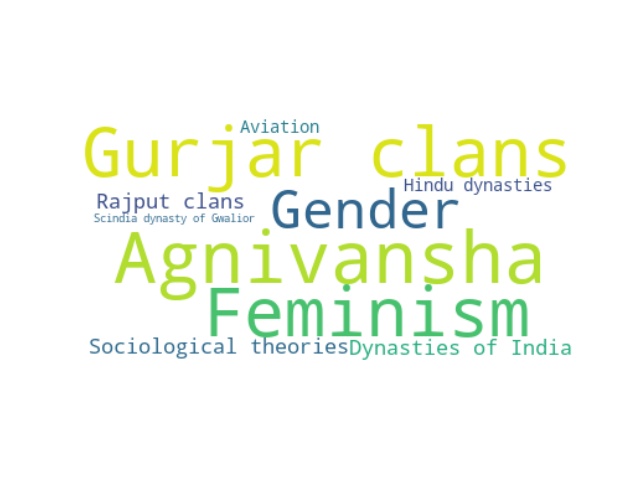 Aviation
Gurjar clans
Hindu dynasties
Rajput clans
Gender
Scindia dynasty of Gwalior
Agnivansha
Feminism
Sociological theories
Dynasties of India